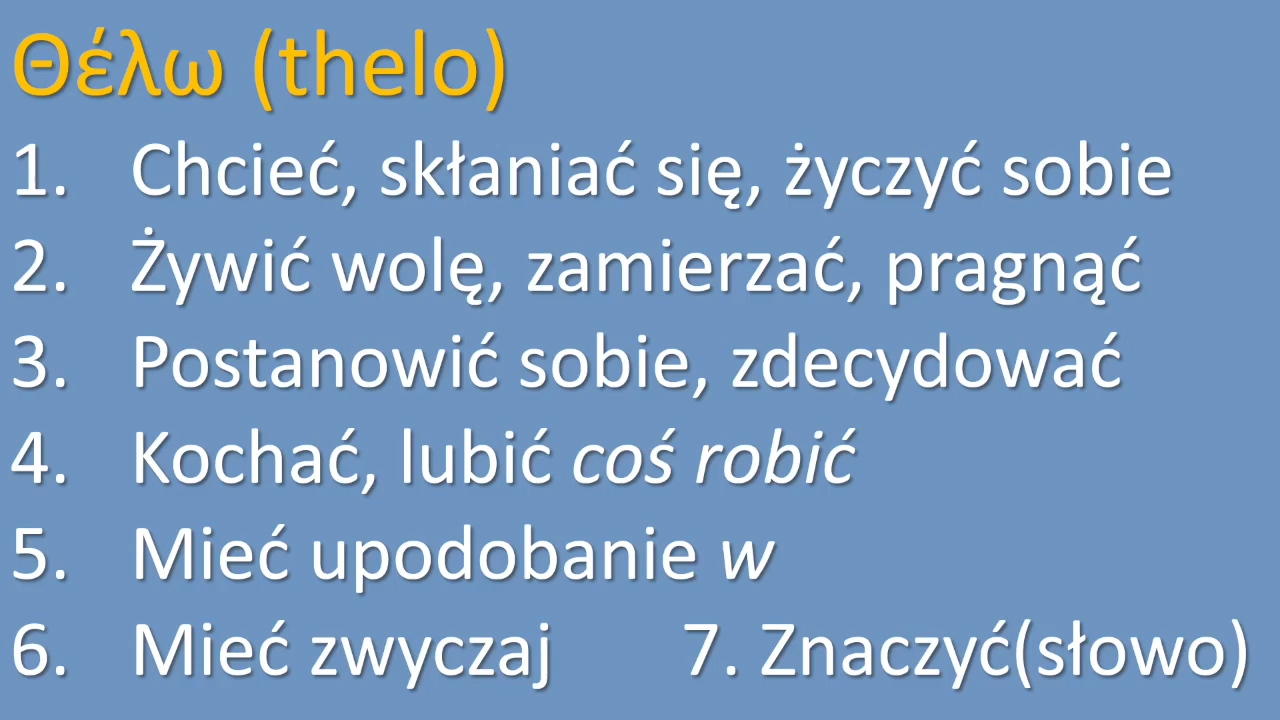 Θέλω (thelo)
1. Chcieć, skłaniać się, życzyć sobie
2. Żywić wolę, zamierzać, pragnąć
3. Postanowić sobie, zdecydować
4. Kochać, lubić coś robić
5. Mieć upodobanie w
6. Mieć zwyczaj 7. Znaczyć(słowo)